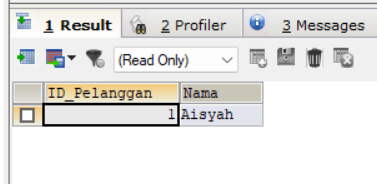 1 Result 2 Profiler 3 Messages
(Read Only)
ID_Pelanggan Nama
1 Aisyah